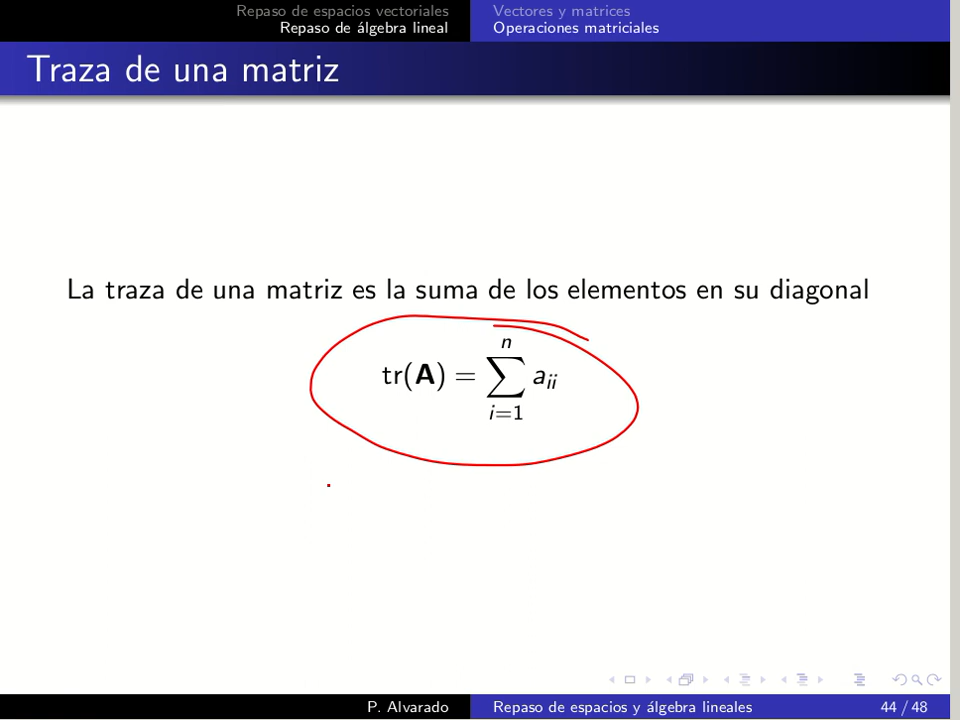 Repaso de espacios vectoriales
Repaso de álgebra lineal
Vectores y matrices
Operaciones matriciales
Traza de una matriz
La traza de una matriz es la suma de los elementos en su diagonal
tr(A) = ∑_{i=1}^{n} a_{ii}
P. Alvarado
Repaso de espacios y álgebra lineales
44 / 48